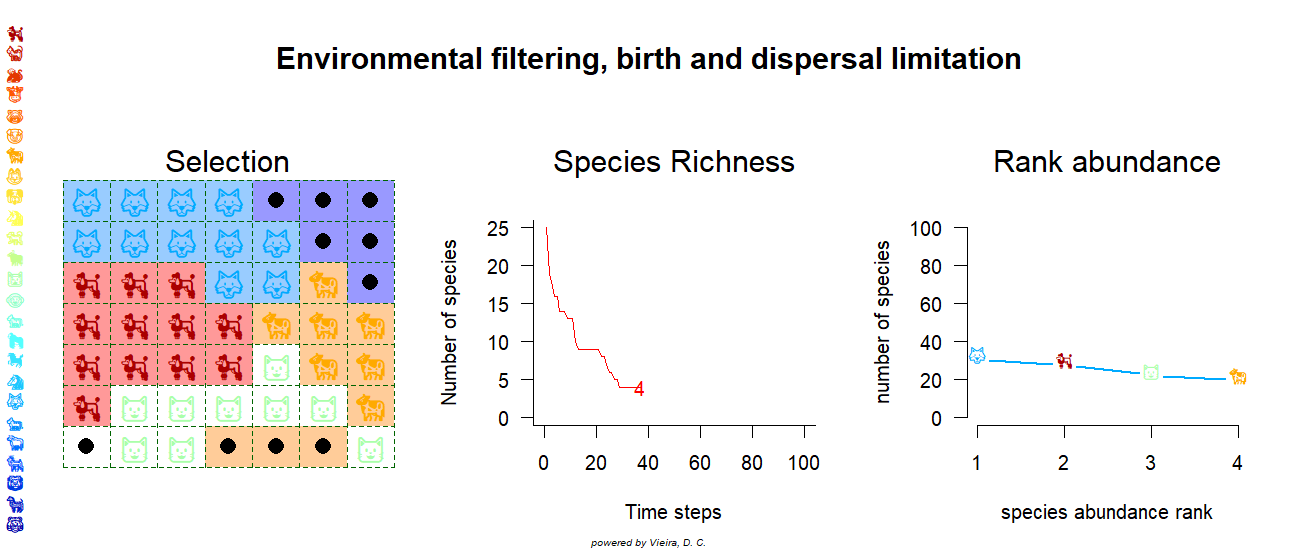 Environmental filtering, birth and dispersal limitation
Selection
Species Richness
Number of species
25
20
15
10
5
0
4
0 20 40 60 80 100
Time steps
Rank abundance
number of species
100
80
60
40
20
0
1 2 3 4
species abundance rank
powered by Vieira, D. C.